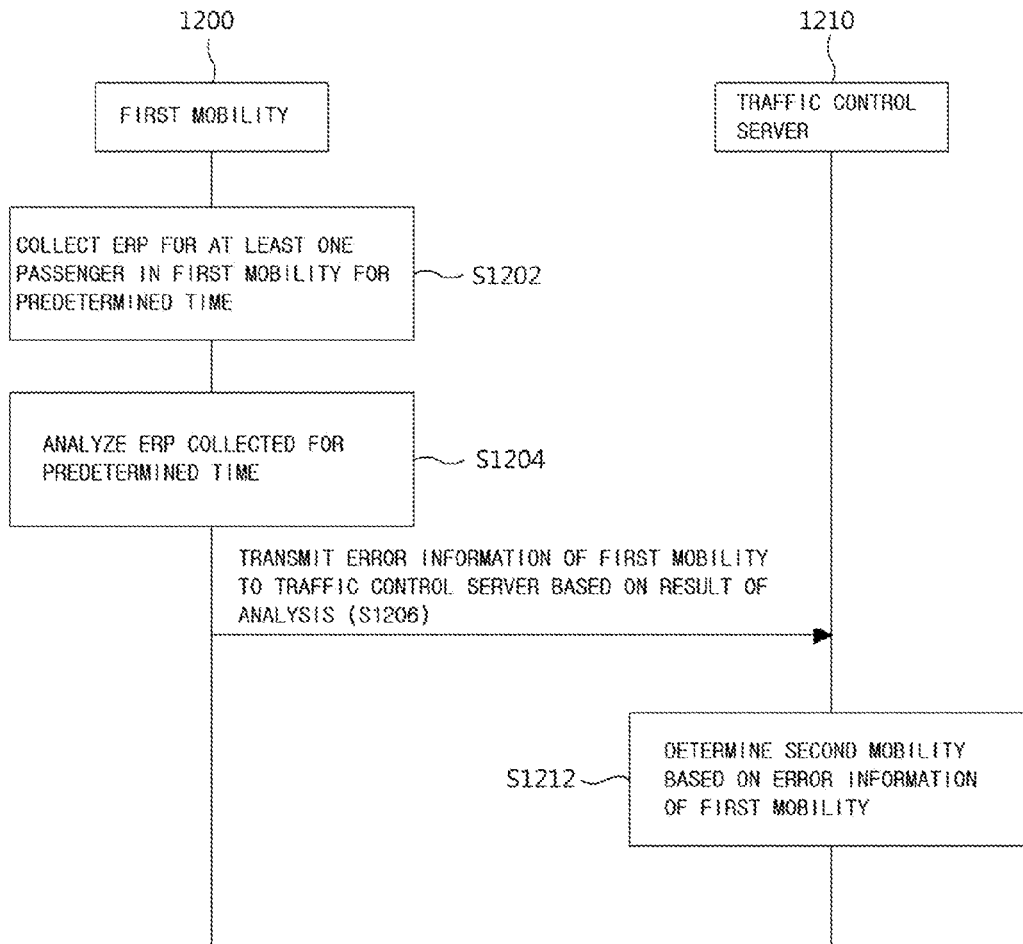 1200
1210
FIRST MOBILITY
TRAFFIC CONTROL
SERVER
COLLECT ERP FOR AT LEAST ONE
PASSENGER IN FIRST MOBILITY FOR
PREDETERMINED TIME
S1202
ANALYZE ERP COLLECTED FOR
PREDETERMINED TIME
S1204
TRANSMIT ERROR INFORMATION OF FIRST MOBILITY
TO TRAFFIC CONTROL SERVER BASED ON RESULT OF
ANALYSIS (S1206)
DETERMINE SECOND MOBILITY
BASED ON ERROR INFORMATION
OF FIRST MOBILITY
S1212